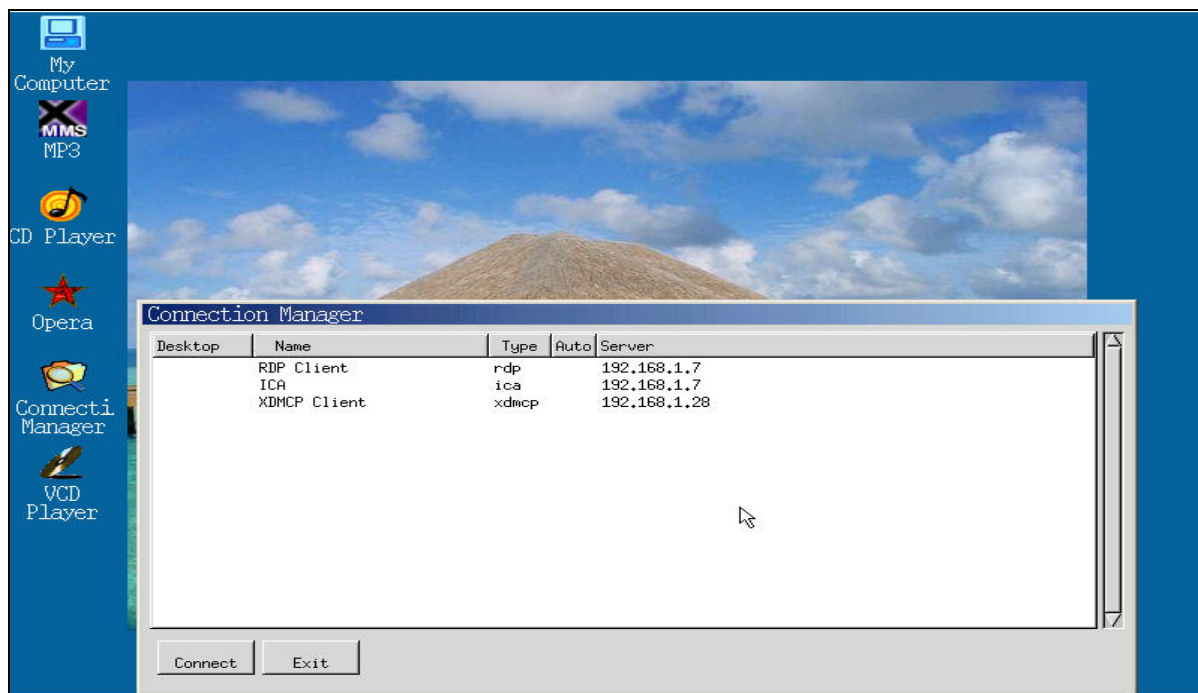 My
Computer
X
MMS
MP3
CD Player
Opera
Connecti
Manager
VCD
Player
Connection Manager
Desktop Name Type Auto Server
RDP Client rdp 192.168.1.7
ICA ica 192.168.1.7
XDMCP Client xdmcp 192.168.1.28
Connect Exit